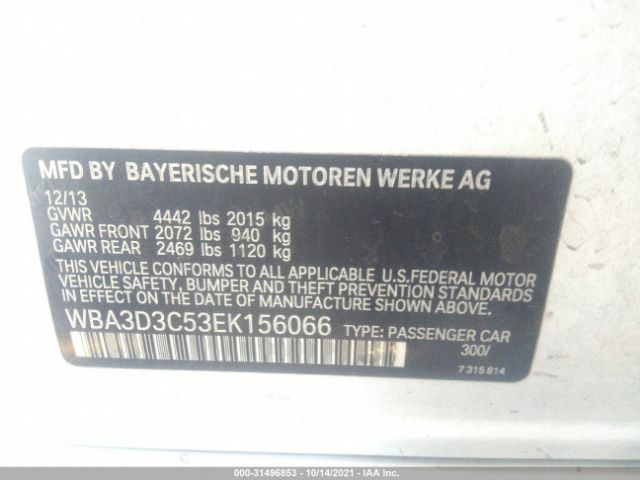 MFD BY BAYERISCHE MOTOREN WERKE AG
12/13
GVWR 4442 lbs 2015 kg
GAWR FRONT 2072 lbs 940 kg
GAWR REAR 2469 lbs 1120 kg
THIS VEHICLE CONFORMS TO ALL APPLICABLE U.S.FEDERAL MOTOR
VEHICLE SAFETY, BUMPER AND THEFT PREVENTION STANDARDS
IN EFFECT ON THE DATE OF MANUFACTURE SHOWN ABOVE.
WBA3D3C53EK156066 TYPE: PASSENGER CAR
300/
7 315 814
000-31496853 - 10/14/2021 - IAA Inc.